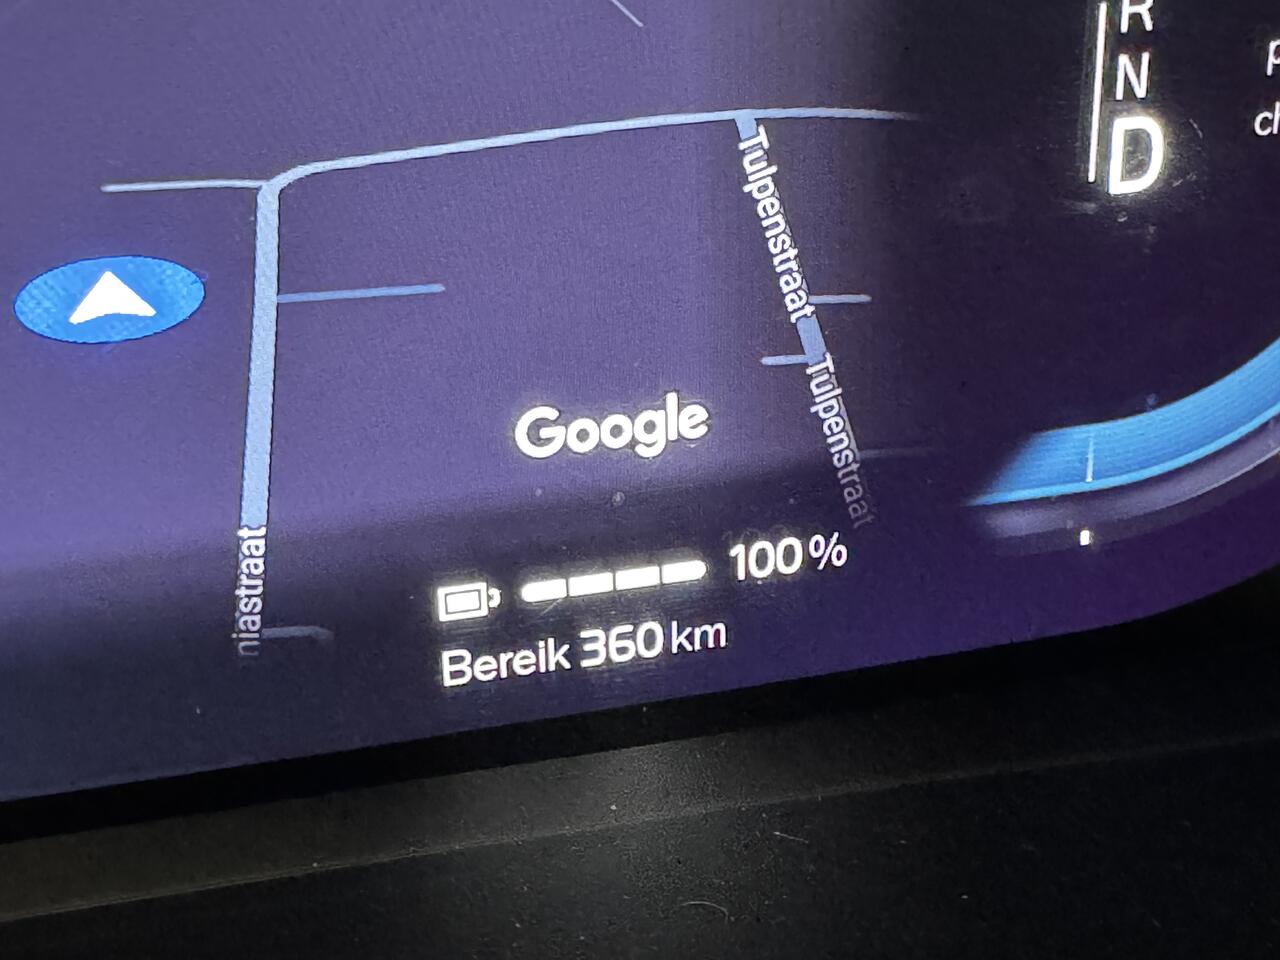 R
N
D
Tulpenstraat
Tulpenstraat
Google
niastraat
100%
Bereik 360 km